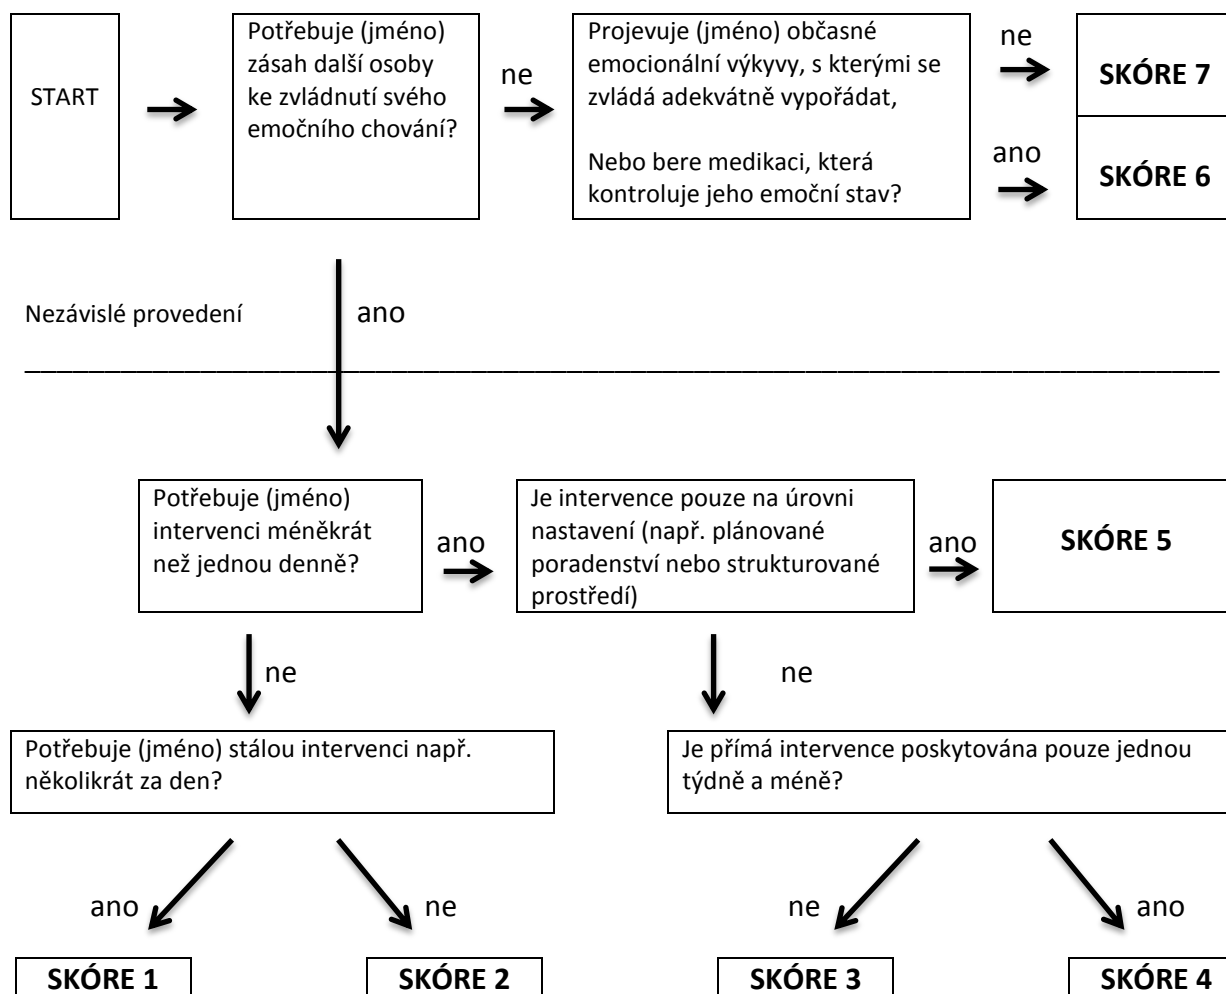 START
Potřebuje (jméno)
zásah další osoby
ke zvládnutí svého
emočního chování?
ne
Projevuje (jméno) občasné
emocionální výkyvy, s kterými se
zvládá adekvátně vypořádat,
Nebo bere medikaci, která
kontroluje jeho emoční stav?
ne
SKÓRE 7
ano
SKÓRE 6
Nezávislé provedení
ano
Potřebuje (jméno)
intervenci méněkrát
než jednou denně?
ano
Je intervence pouze na úrovni
nastavení (např. plánované
poradenství nebo strukturované
prostředí)
ano
SKÓRE 5
ne
ne
Potřebuje (jméno) stálou intervenci např.
několikrát za den?
Je přímá intervence poskytována pouze jednou
týdně a méně?
ano
ne
ne
ano
SKÓRE 1
SKÓRE 2
SKÓRE 3
SKÓRE 4